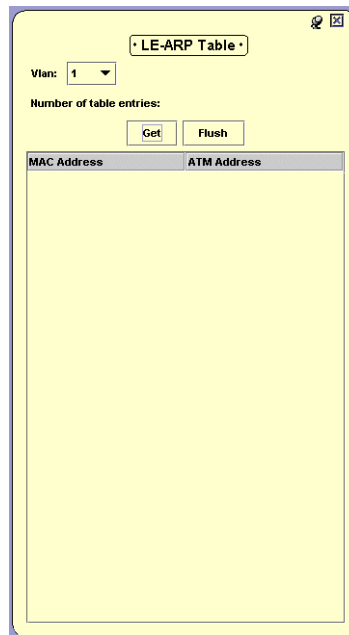 • LE-ARP Table •
Vlan: 1
Number of table entries:
Get Flush
MAC Address ATM Address